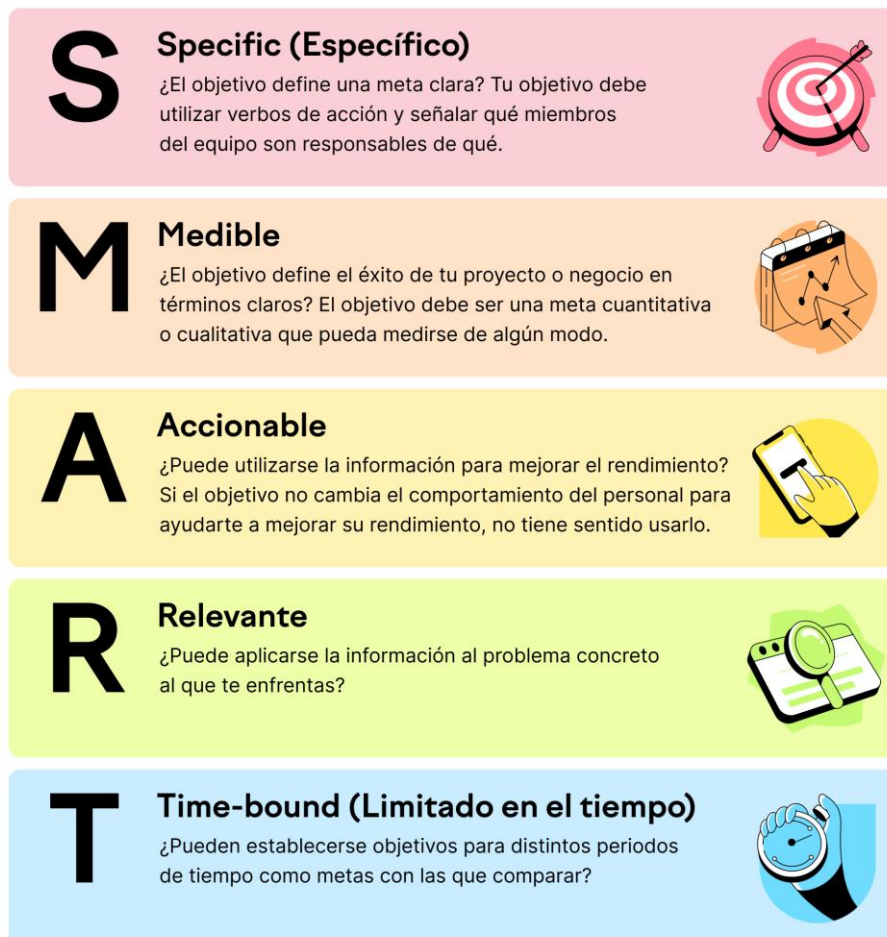 S
Specific (Específico)
¿El objetivo define una meta clara? Tu objetivo debe
utilizar verbos de acción y señalar qué miembros
del equipo son responsables de qué.
M
Medible
¿El objetivo define el éxito de tu proyecto o negocio en
términos claros? El objetivo debe ser una meta cuantitativa
o cualitativa que pueda medirse de algún modo.
A
Accionable
¿Puede utilizarse la información para mejorar el rendimiento?
Si el objetivo no cambia el comportamiento del personal para
ayudarte a mejorar su rendimiento, no tiene sentido usarlo.
R
Relevante
¿Puede aplicarse la información al problema concreto
al que te enfrentas?
T
Time-bound (Limitado en el tiempo)
¿Pueden establecerse objetivos para distintos periodos
de tiempo como metas con las que comparar?